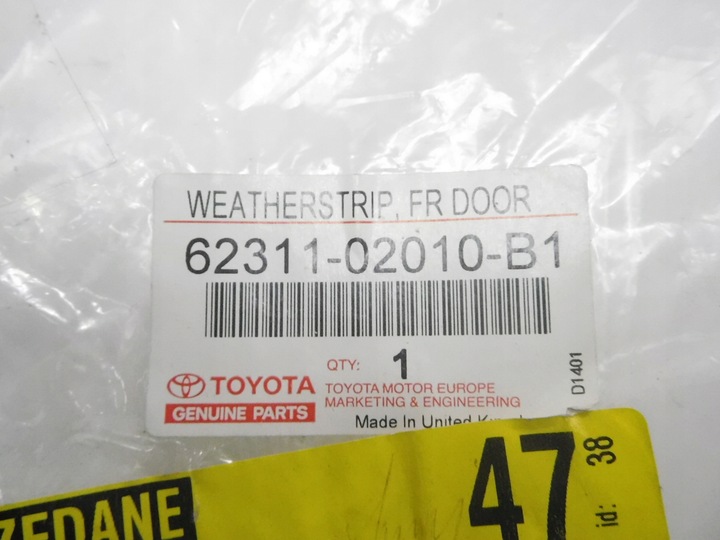 WEATHERSTRIP, FR DOOR
62311-02010-B1
QTY: 1
TOYOTA
GENUINE PARTS
TOYOTA MOTOR EUROPE
MARKETING & ENGINEERING
Made In United
D1401
ZEDANE
47
id: 38